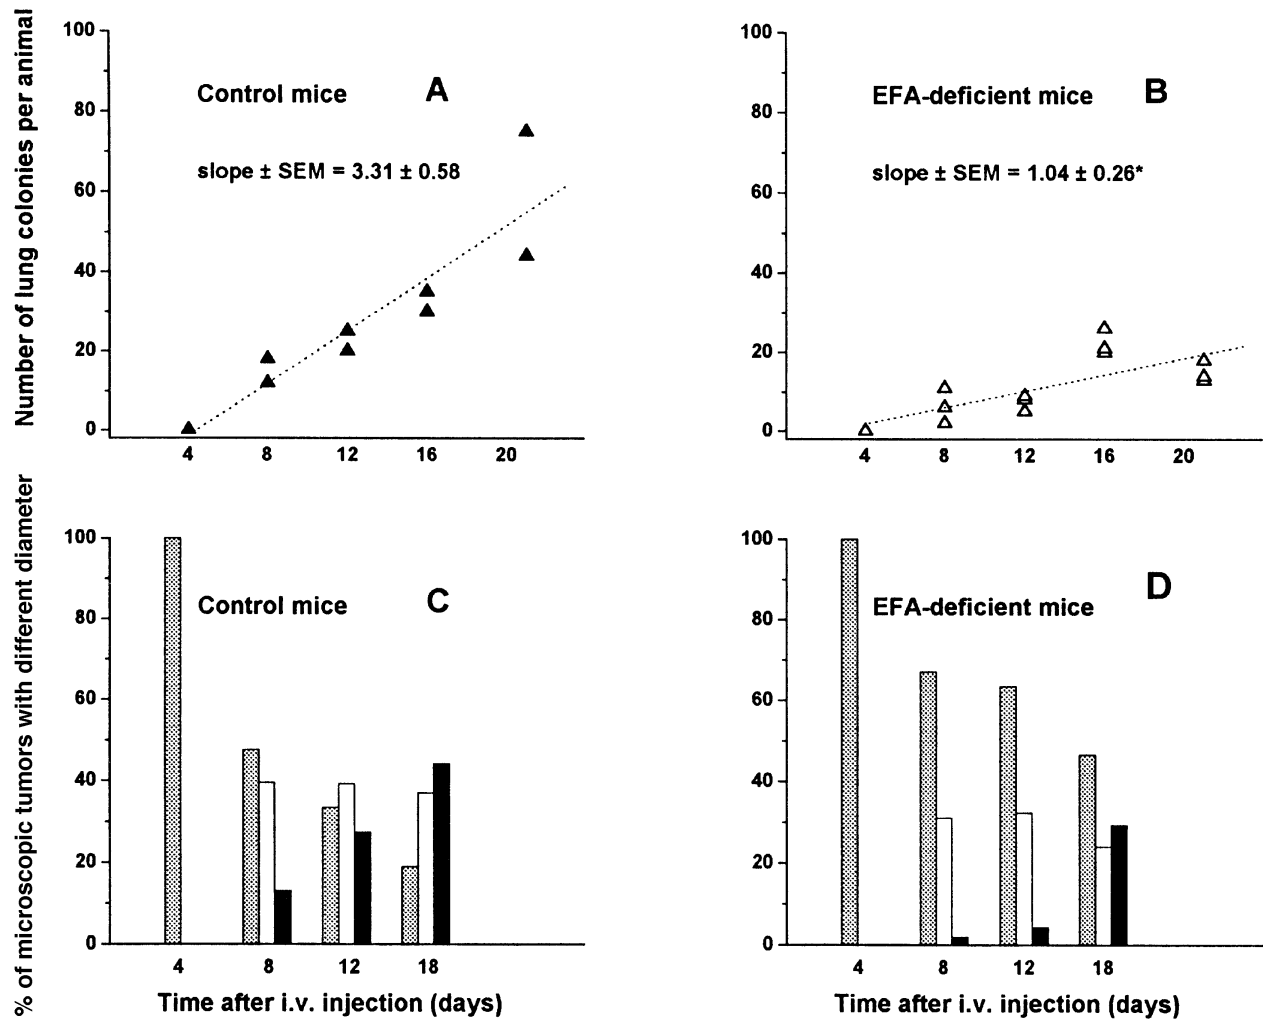 Number of lung colonies per animal
100
80
60
40
20
0
Control mice
A
slope ± SEM = 3.31 ± 0.58
4 8 12 16 20
100
80
60
40
20
0
EFA-deficient mice
B
slope ± SEM = 1.04 ± 0.26*
4 8 12 16 20
% of microscopic tumors with different diameter
100
80
60
40
20
0
Control mice
C
4 8 12 18
Time after i.v. injection (days)
100
80
60
40
20
0
EFA-deficient mice
D
4 8 12 18
Time after i.v. injection (days)